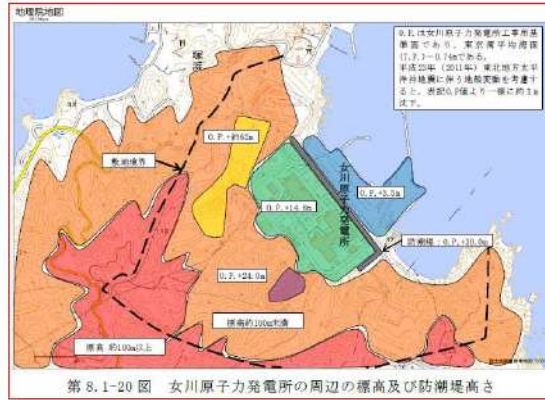 地理院地図
O.P.は女川原子力発電所工事用基
準面であり、東京湾平均海面
(T.P.)-0.74mである。
平成23年(2011年)東北地方太平
洋沖地震に伴う地殻変動を考慮す
ると、表記O.P.値より一様に約1m
沈下。
塚浜
O.P.+約62m
敷地境界
O.P.+3.5m
O.P.+14.8m
女川原子力発電所
防潮堤:O.P.+30.0m
O.P.+24.0m
標高約100m未満
標高 約100m以上
第8.1-20図 女川原子力発電所の周辺の標高及び防潮堤高さ